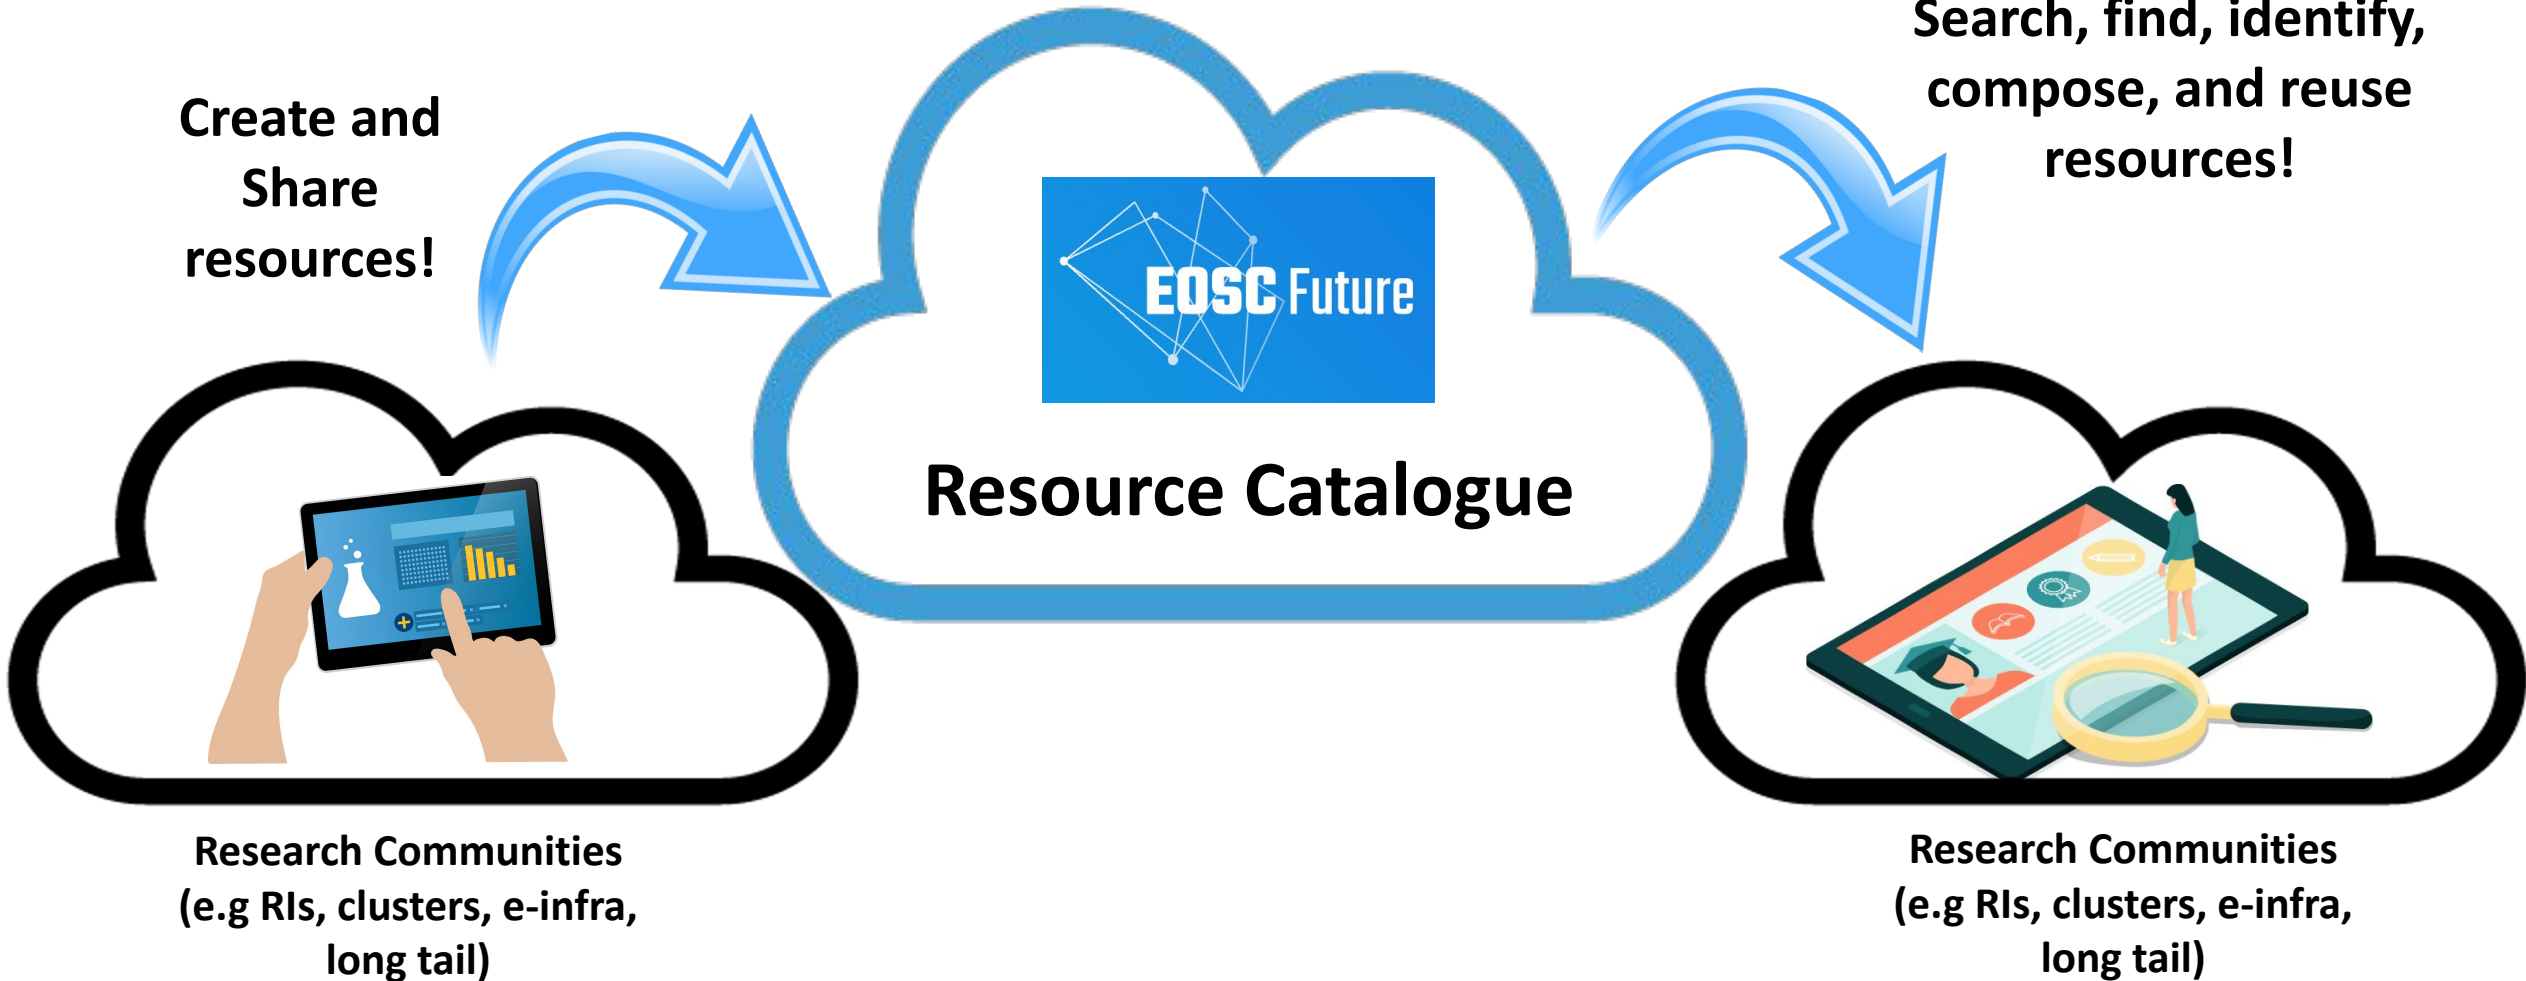 Create and
Share
resources!
Search, find, identify,
compose, and reuse
resources!
EOSC Future
Resource Catalogue
Research Communities
(e.g RIs, clusters, e-infra,
long tail)
Research Communities
(e.g RIs, clusters, e-infra,
long tail)